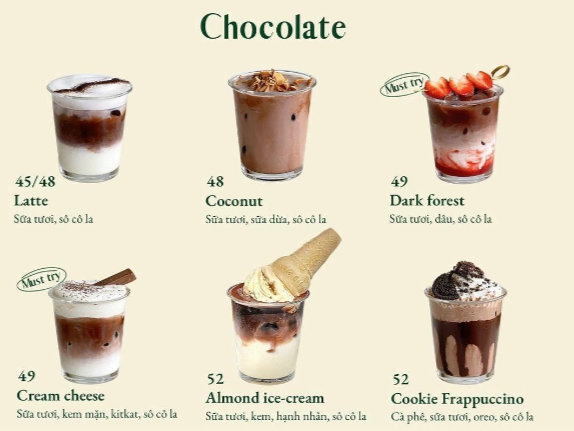 Chocolate
45/48
Latte
Sữa tươi, sô cô la
48
Coconut
Sữa tươi, sữa dừa, sô cô la
Must try
49
Dark forest
Sữa tươi, dâu, sô cô la
Must try
49
Cream cheese
Sữa tươi, kem mặn, kitkat, sô cô la
52
Almond ice-cream
Sữa tươi, kem, hạnh nhân, sô cô la
52
Cookie Frappuccino
Cà phê, sữa tươi, oreo, sô cô la